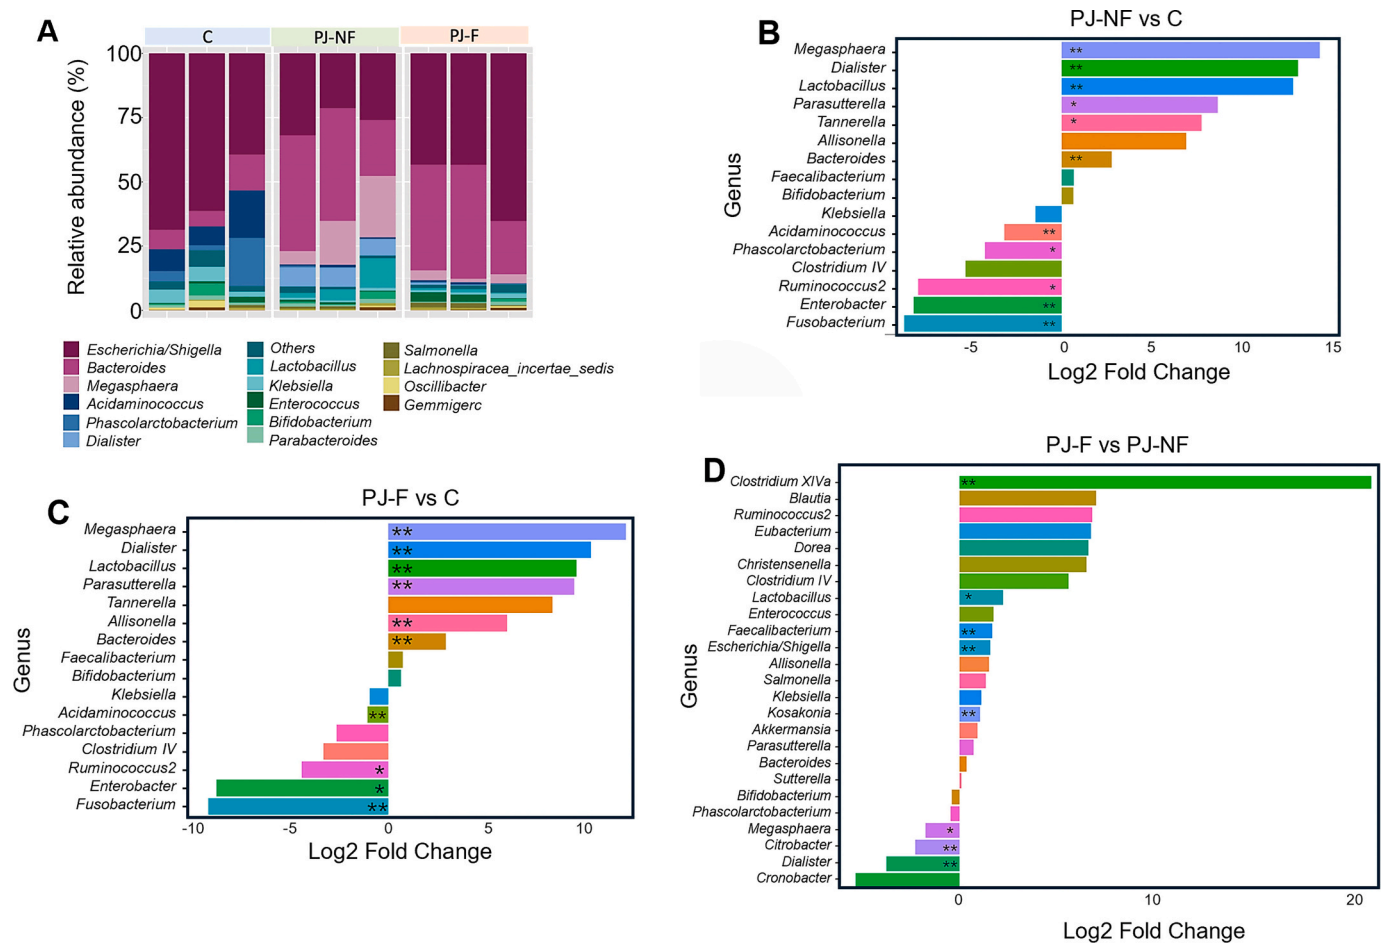 A
C
PJ-NF
PJ-F
Relative abundance (%)
100
75
50
25
0
Escherichia/Shigella
Bacteroides
Megasphaera
Acidaminococcus
Phascolarctobacterium
Dialister
Others
Lactobacillus
Klebsiella
Enterococcus
Bifidobacterium
Parabacteroides
Salmonella
Lachnospiracea_incertae_sedis
Oscillibacter
Gemmigerc
B
PJ-NF vs C
Genus
Megasphaera **
Dialister **
Lactobacillus **
Parasutterella *
Tannerella *
Allisonella
Bacteroides **
Faecalibacterium
Bifidobacterium
Klebsiella
Acidaminococcus **
Phascolarctobacterium *
Clostridium IV
Ruminococcus2 *
Enterobacter **
Fusobacterium **
-5 0 5 10 15
Log2 Fold Change
C
PJ-F vs C
Genus
Megasphaera **
Dialister **
Lactobacillus **
Parasutterella **
Tannerella
Allisonella **
Bacteroides **
Faecalibacterium
Bifidobacterium
Klebsiella
Acidaminococcus **
Phascolarctobacterium
Clostridium IV
Ruminococcus2 *
Enterobacter *
Fusobacterium **
-10 -5 0 5 10
Log2 Fold Change
D
PJ-F vs PJ-NF
Genus
Clostridium XIVa **
Blautia
Ruminococcus2
Eubacterium
Dorea
Christensenella
Clostridium IV
Lactobacillus *
Enterococcus
Faecalibacterium **
Escherichia/Shigella **
Allisonella
Salmonella
Klebsiella
Kosakonia **
Akkermansia
Parasutterella
Bacteroides
Sutterella
Bifidobacterium
Phascolarctobacterium
Megasphaera *
Citrobacter **
Dialister **
Cronobacter
0 10 20
Log2 Fold Change